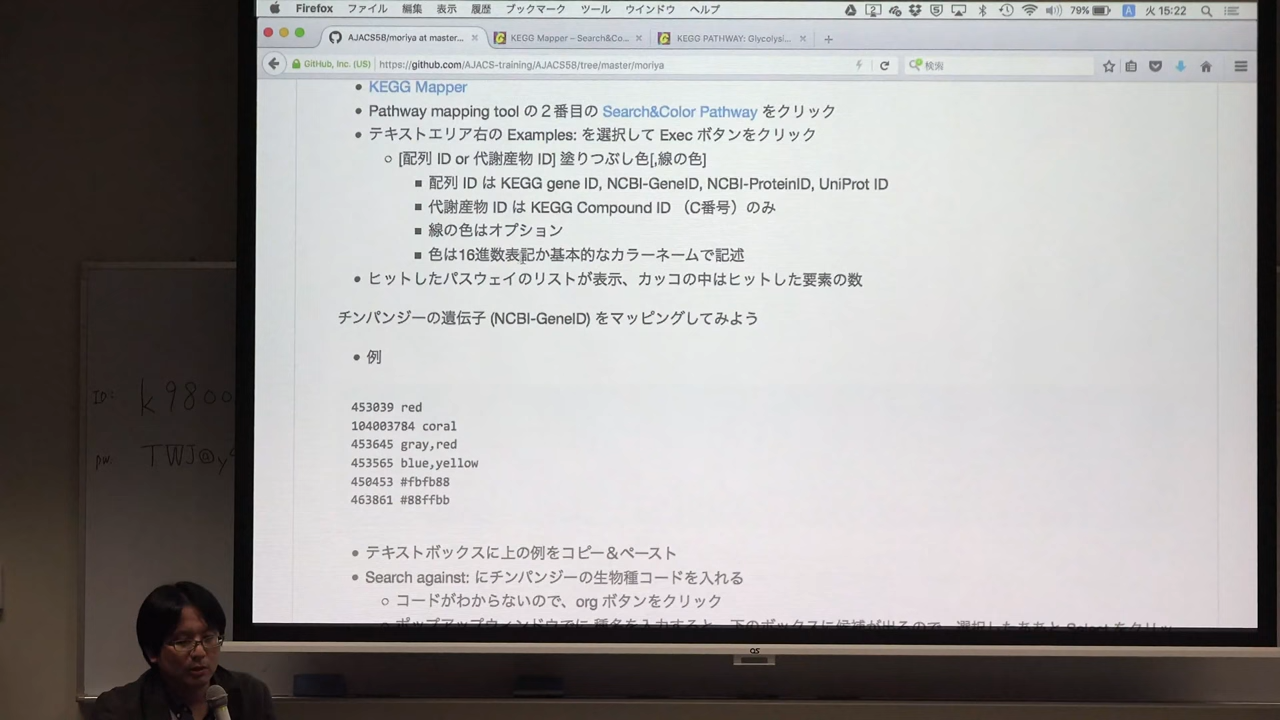 Firefox ファイル 編集 表示 履歴 ブックマーク ツール ウインドウ ヘルプ 79% A 火 15:22
AJACS58/moriya at master... KEGG Mapper – Search&Co... KEGG PATHWAY: Glycolysi...
GitHub, Inc. (US) https://github.com/AJACS-training/AJACS58/tree/master/moriya 検索
• KEGG Mapper
• Pathway mapping tool の２番目の Search&Color Pathway をクリック
• テキストエリア右の Examples: を選択して Exec ボタンをクリック
○ [配列 ID or 代謝産物 ID] 塗りつぶし色[,線の色]
■ 配列 ID は KEGG gene ID, NCBI-GeneID, NCBI-ProteinID, UniProt ID
■ 代謝産物 ID は KEGG Compound ID （C番号）のみ
■ 線の色はオプション
■ 色は16進数表記か基本的なカラーネームで記述
• ヒットしたパスウェイのリストが表示、カッコの中はヒットした要素の数
チンパンジーの遺伝子 (NCBI-GeneID) をマッピングしてみよう
• 例
453039 red
104003784 coral
453645 gray,red
453565 blue,yellow
450453 #fbfb88
463861 #88ffbb
• テキストボックスに上の例をコピー＆ペースト
• Search against: にチンパンジーの生物種コードを入れる
○ コードがわからないので、org ボタンをクリック
ID: k9800
pw: TWJ@y